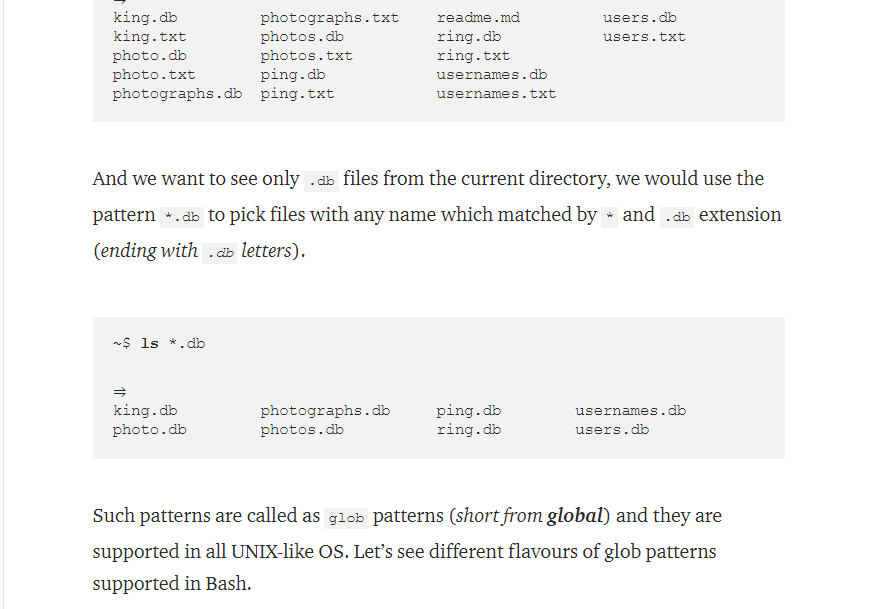 ⇒
king.db photographs.txt readme.md users.db
king.txt photos.db ring.db users.txt
photo.db photos.txt ring.txt
photo.txt ping.db usernames.db
photographs.db ping.txt usernames.txt
And we want to see only .db files from the current directory, we would use the
pattern *.db to pick files with any name which matched by * and .db extension
(ending with .db letters).
~$ ls *.db
⇒
king.db photographs.db ping.db usernames.db
photo.db photos.db ring.db users.db
Such patterns are called as glob patterns (short from global) and they are
supported in all UNIX-like OS. Let’s see different flavours of glob patterns
supported in Bash.